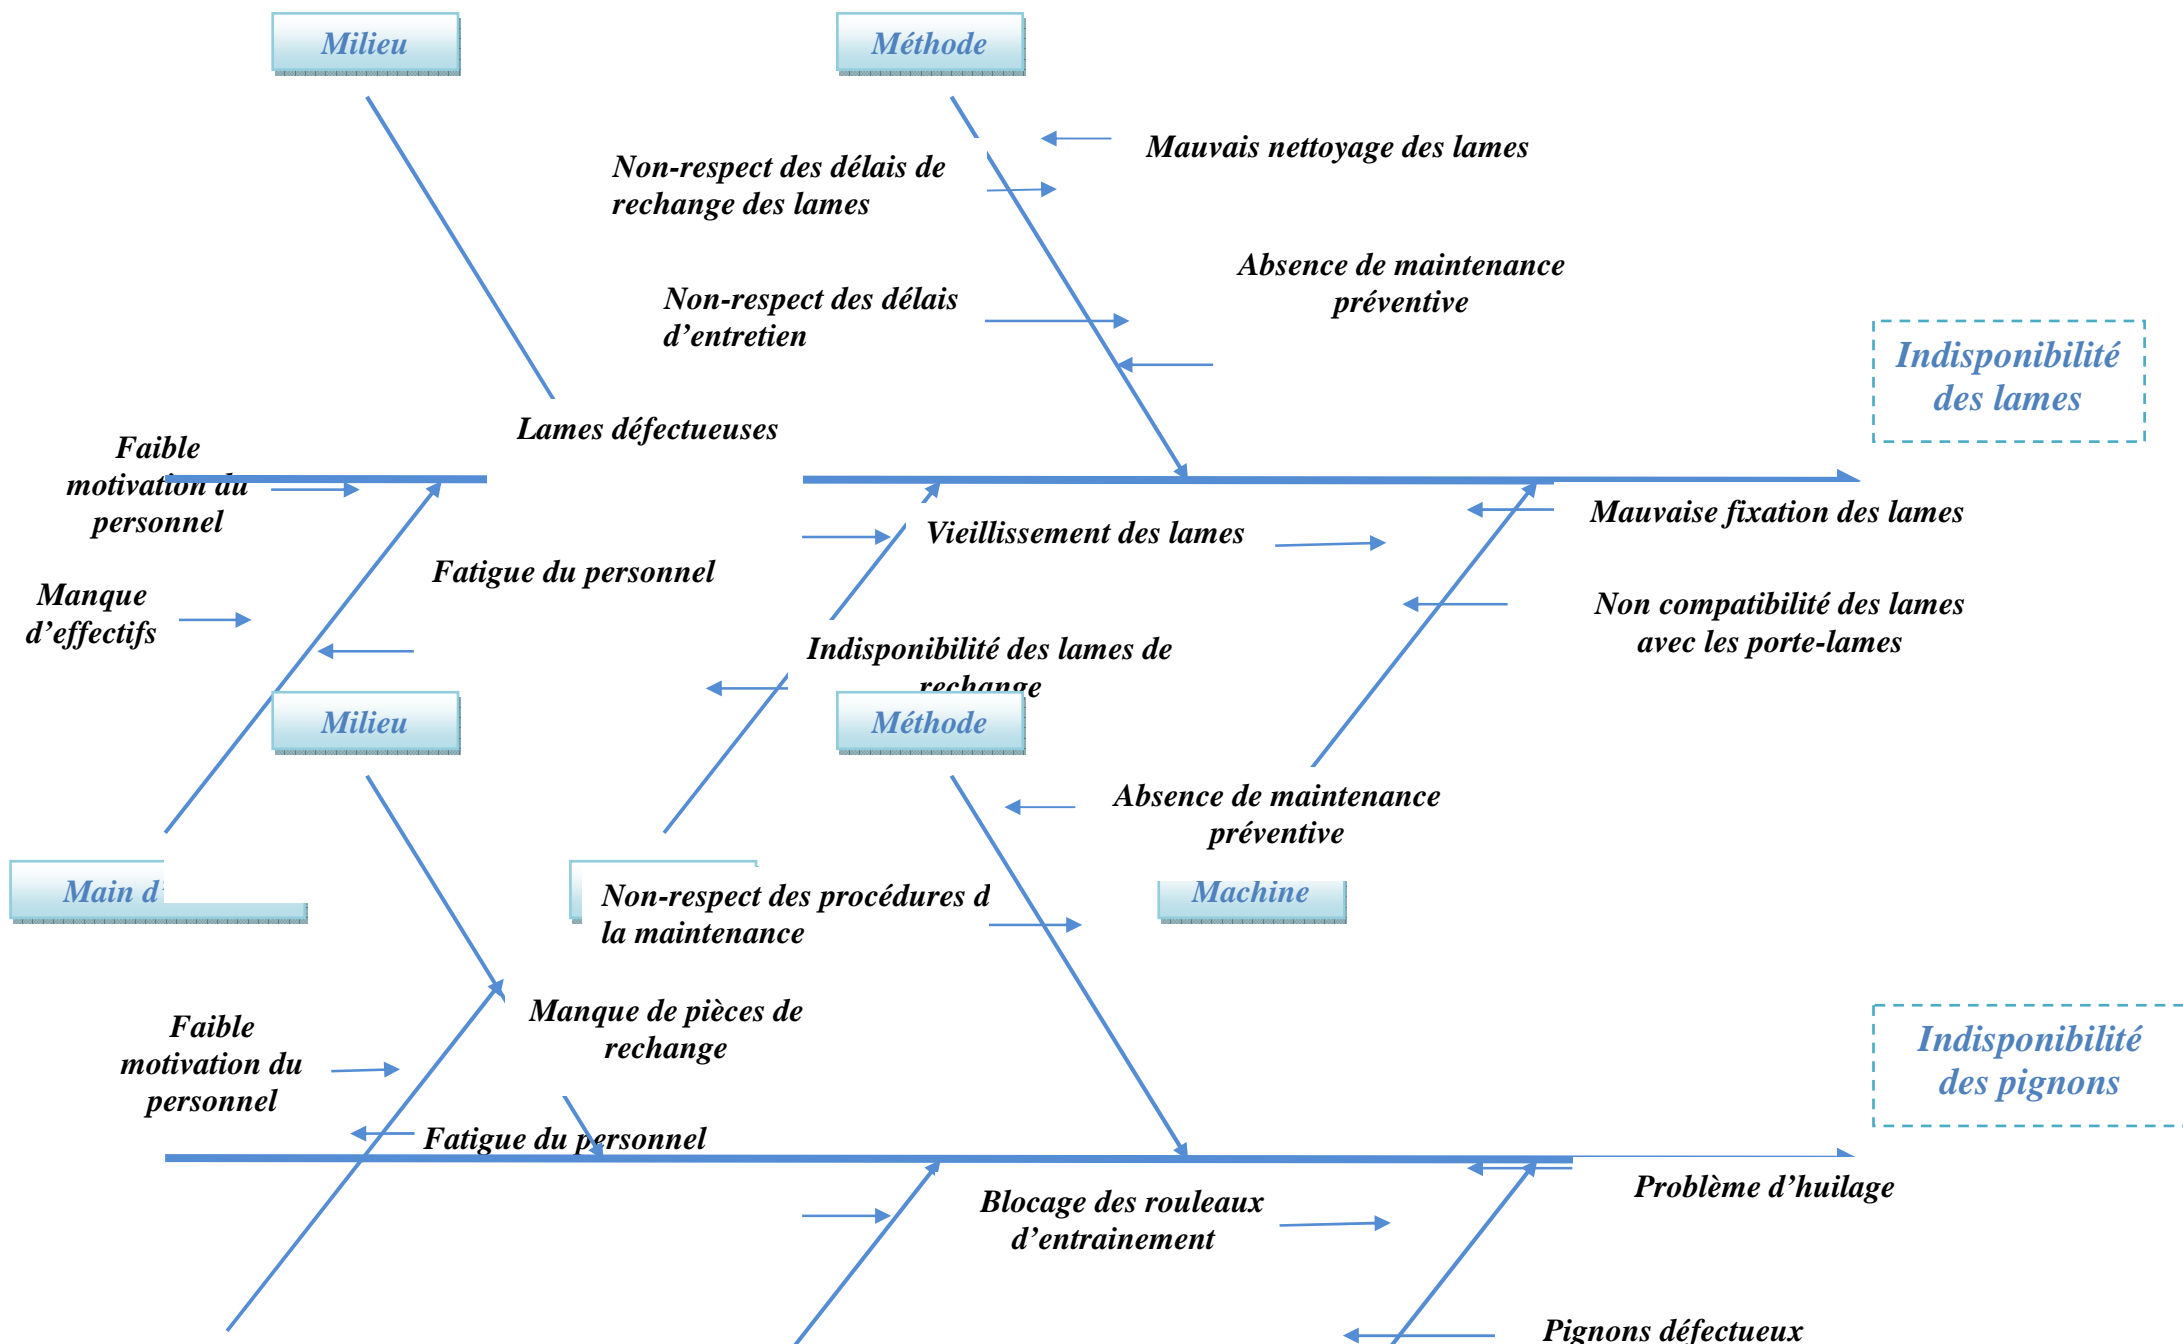 Milieu
Méthode
Mauvais nettoyage des lames
Non-respect des délais de
rechange des lames
Absence de maintenance
préventive
Non-respect des délais
d’entretien
Indisponibilité
des lames
Lames défectueuses
Faible
motivation du
personnel
Mauvaise fixation des lames
Vieillissement des lames
Fatigue du personnel
Manque
d’effectifs
Non compatibilité des lames
avec les porte-lames
Indisponibilité des lames de
rechange
Milieu
Méthode
Absence de maintenance
préventive
Main d’
Machine
Non-respect des procédures d
la maintenance
Manque de pièces de
rechange
Faible
motivation du
personnel
Indisponibilité
des pignons
Fatigue du personnel
Problème d’huilage
Blocage des rouleaux
d’entrainement
Pignons défectueux